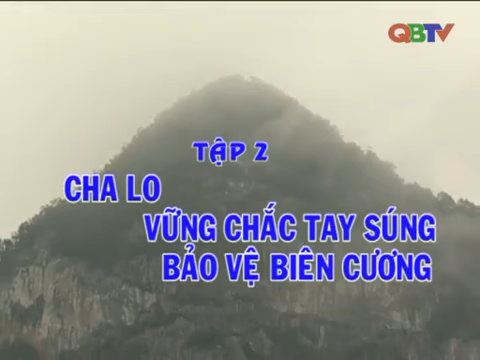 QBTV
TẬP 2
CHA LO
VỮNG CHẮC TAY SÚNG
BẢO VỆ BIÊN CƯƠNG